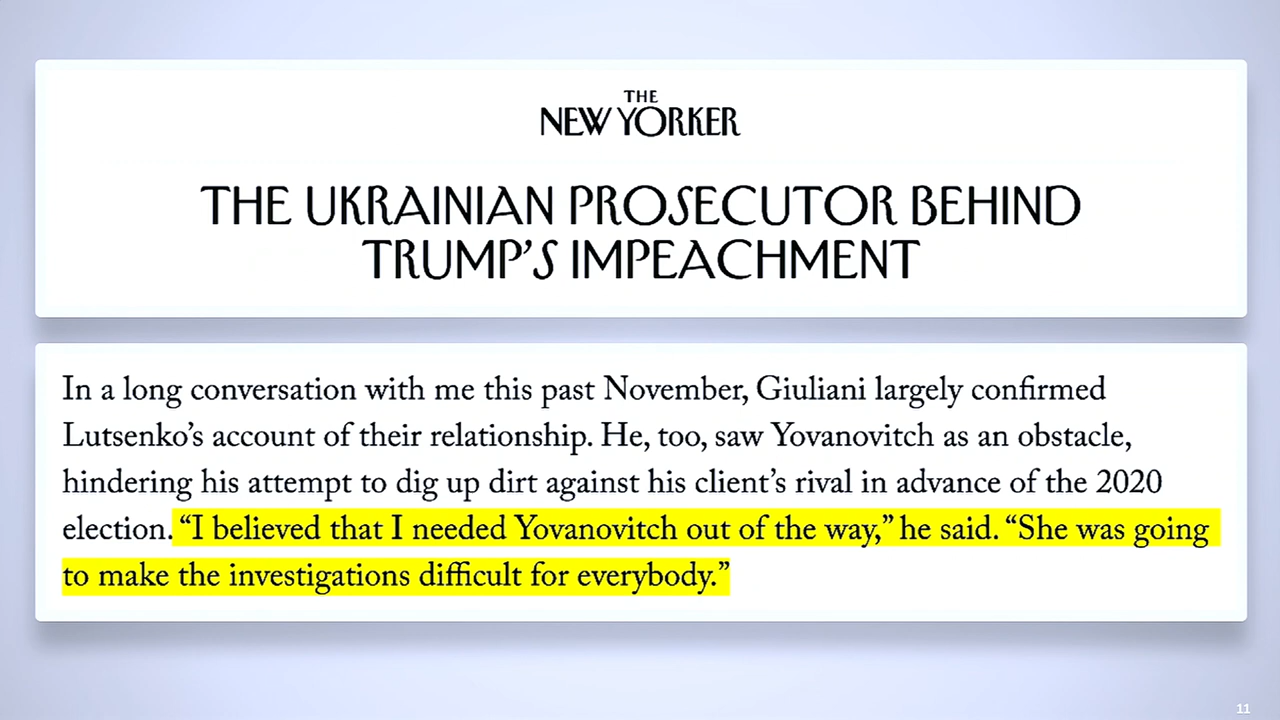 THE
NEW YORKER
THE UKRAINIAN PROSECUTOR BEHIND
TRUMP’S IMPEACHMENT
In a long conversation with me this past November, Giuliani largely confirmed
Lutsenko’s account of their relationship. He, too, saw Yovanovitch as an obstacle,
hindering his attempt to dig up dirt against his client’s rival in advance of the 2020
election. “I believed that I needed Yovanovitch out of the way,” he said. “She was going
to make the investigations difficult for everybody.”
11